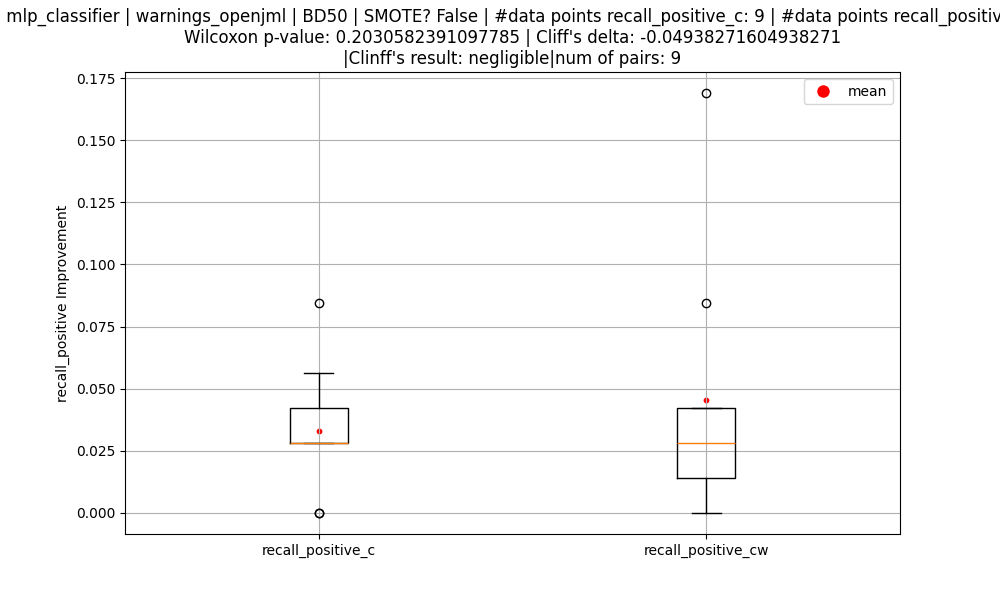 mlp_classifier | warnings_openjml | BD50 | SMOTE? False | #data points recall_positive_c: 9 | #data points recall_positiv
Wilcoxon p-value: 0.2030582391097785 | Cliff's delta: -0.04938271604938271
|Clinff's result: negligible|num of pairs: 9
mean
0.175
0.150
0.125
0.100
0.075
0.050
0.025
0.000
recall_positive Improvement
recall_positive_c
recall_positive_cw